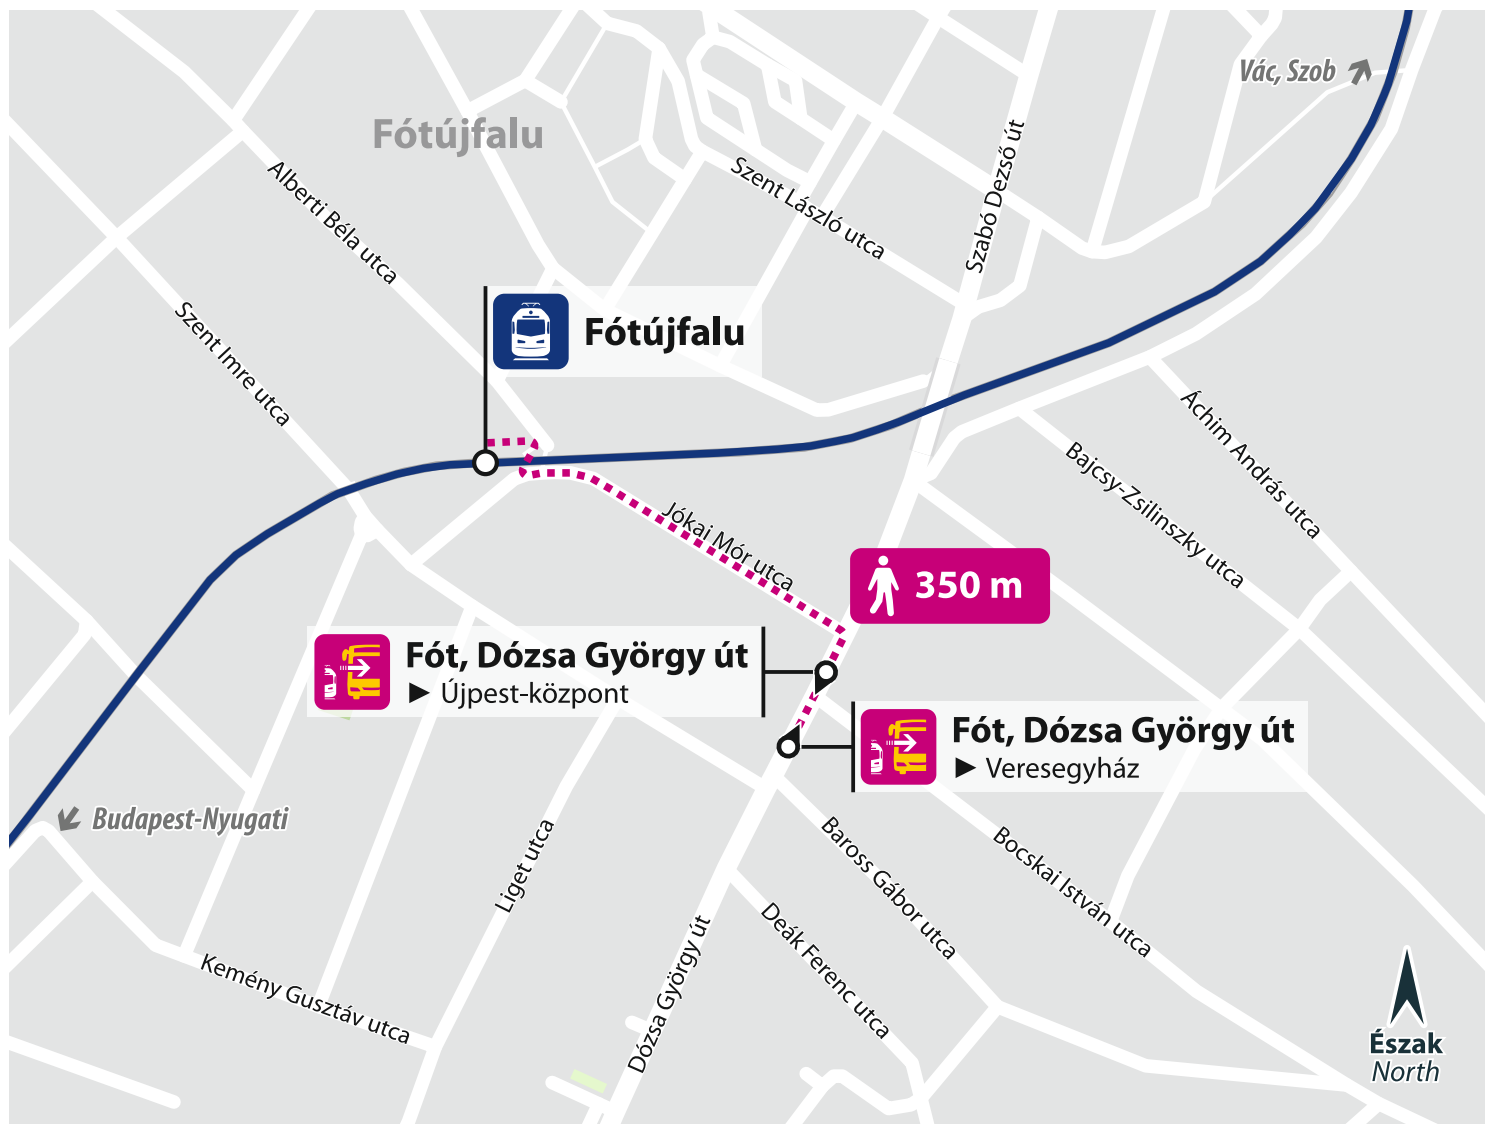 Vác, Szob
Fótújfalu
Szabó Dezső út
Szent László utca
Alberti Béla utca
Szent Imre utca
Fótújfalu
Áchim András utca
Bajcsy-Zsilinszky utca
Jókai Mór utca
350 m
Fót, Dózsa György út
► Újpest-központ
Fót, Dózsa György út
► Veresegyház
Budapest-Nyugati
Liget utca
Baross Gábor utca
Bocskai István utca
Deák Ferenc utca
Dózsa György út
Kemény Gusztáv utca
Észak
North